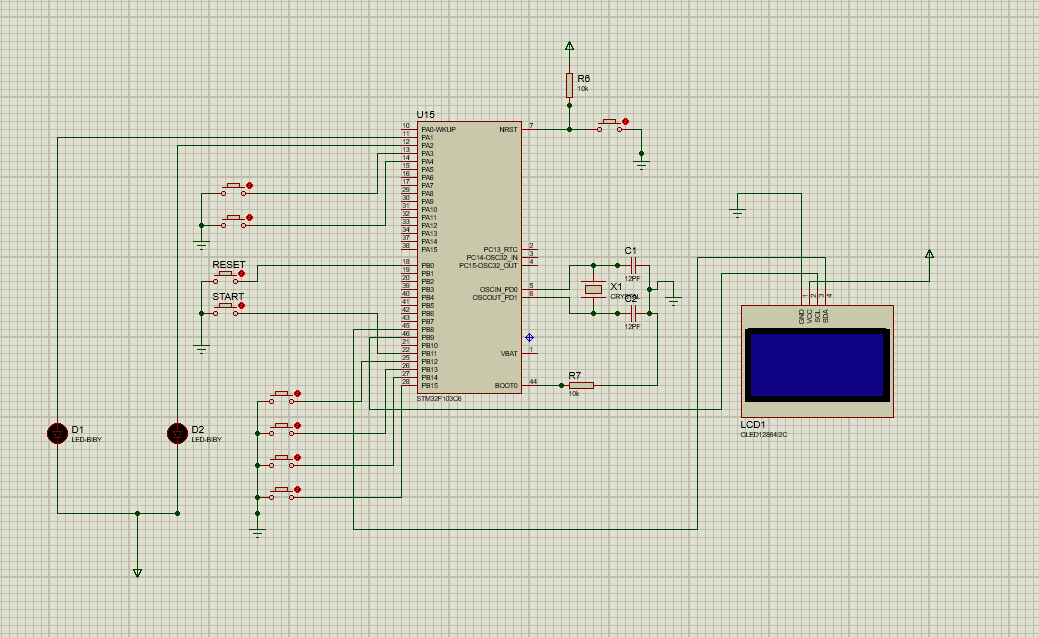 R6
10k
U15
10
PA0-WKUP
NRST
7
11
PA1
12
PA2
13
PA3
14
PA4
15
PA5
16
PA6
17
PA7
29
PA8
30
PA9
31
PA10
32
PA11
33
PA12
34
PA13
37
PA14
38
PA15
PC13_RTC
2
PC14-OSC32_IN
3
PC15-OSC32_OUT
4
18
PB0
19
PB1
20
PB2
39
PB3
40
PB4
41
PB5
42
PB6
43
PB7
45
PB8
46
PB9
21
PB10
22
PB11
25
PB12
26
PB13
27
PB14
28
PB15
OSCIN_PD0
5
OSCOUT_PD1
6
VBAT
1
BOOT0
44
STM32F103C6
RESET
START
C1
12PF
X1
CRYSTAL
C2
12PF
R7
10k
D1
LED-BIBY
D2
LED-BIBY
1
2
3
4
GND
VCC
SCL
SDA
LCD1
OLED12864I2C